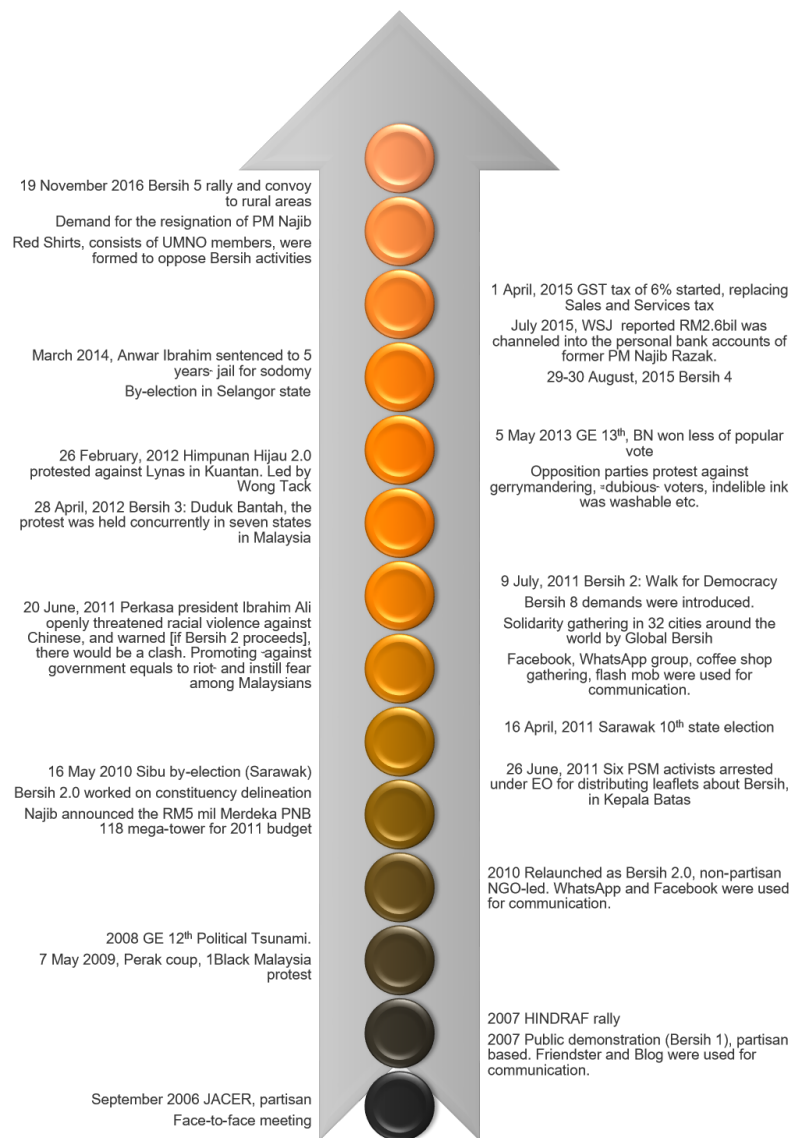 19 November 2016 Bersih 5 rally and convoy
to rural areas
Demand for the resignation of PM Najib
Red Shirts, consists of UMNO members, were
formed to oppose Bersih activities
1 April, 2015 GST tax of 6% started, replacing
Sales and Services tax
July 2015, WSJ reported RM2.6bil was
channeled into the personal bank accounts of
former PM Najib Razak.
29-30 August, 2015 Bersih 4
March 2014, Anwar Ibrahim sentenced to 5
years- jail for sodomy
By-election in Selangor state
5 May 2013 GE 13th, BN won less of popular
vote
Opposition parties protest against
gerrymandering, "dubious- voters, indelible ink
was washable etc.
26 February, 2012 Himpunan Hijau 2.0
protested against Lynas in Kuantan. Led by
Wong Tack
28 April, 2012 Bersih 3: Duduk Bantah, the
protest was held concurrently in seven states
in Malaysia
9 July, 2011 Bersih 2: Walk for Democracy
Bersih 8 demands were introduced.
Solidarity gathering in 32 cities around the
world by Global Bersih
Facebook, WhatsApp group, coffee shop
gathering, flash mob were used for
communication.
20 June, 2011 Perkasa president Ibrahim Ali
openly threatened racial violence against
Chinese, and warned [if Bersih 2 proceeds],
there would be a clash. Promoting -against
government equals to riot- and instill fear
among Malaysians
16 April, 2011 Sarawak 10th state election
26 June, 2011 Six PSM activists arrested
under EO for distributing leaflets about Bersih,
in Kepala Batas
16 May 2010 Sibu by-election (Sarawak)
Bersih 2.0 worked on constituency delineation
Najib announced the RM5 mil Merdeka PNB
118 mega-tower for 2011 budget
2010 Relaunched as Bersih 2.0, non-partisan
NGO-led. WhatsApp and Facebook were used
for communication.
2008 GE 12th Political Tsunami.
7 May 2009, Perak coup, 1Black Malaysia
protest
2007 HINDRAF rally
2007 Public demonstration (Bersih 1), partisan
based. Friendster and Blog were used for
communication.
September 2006 JACER, partisan
Face-to-face meeting